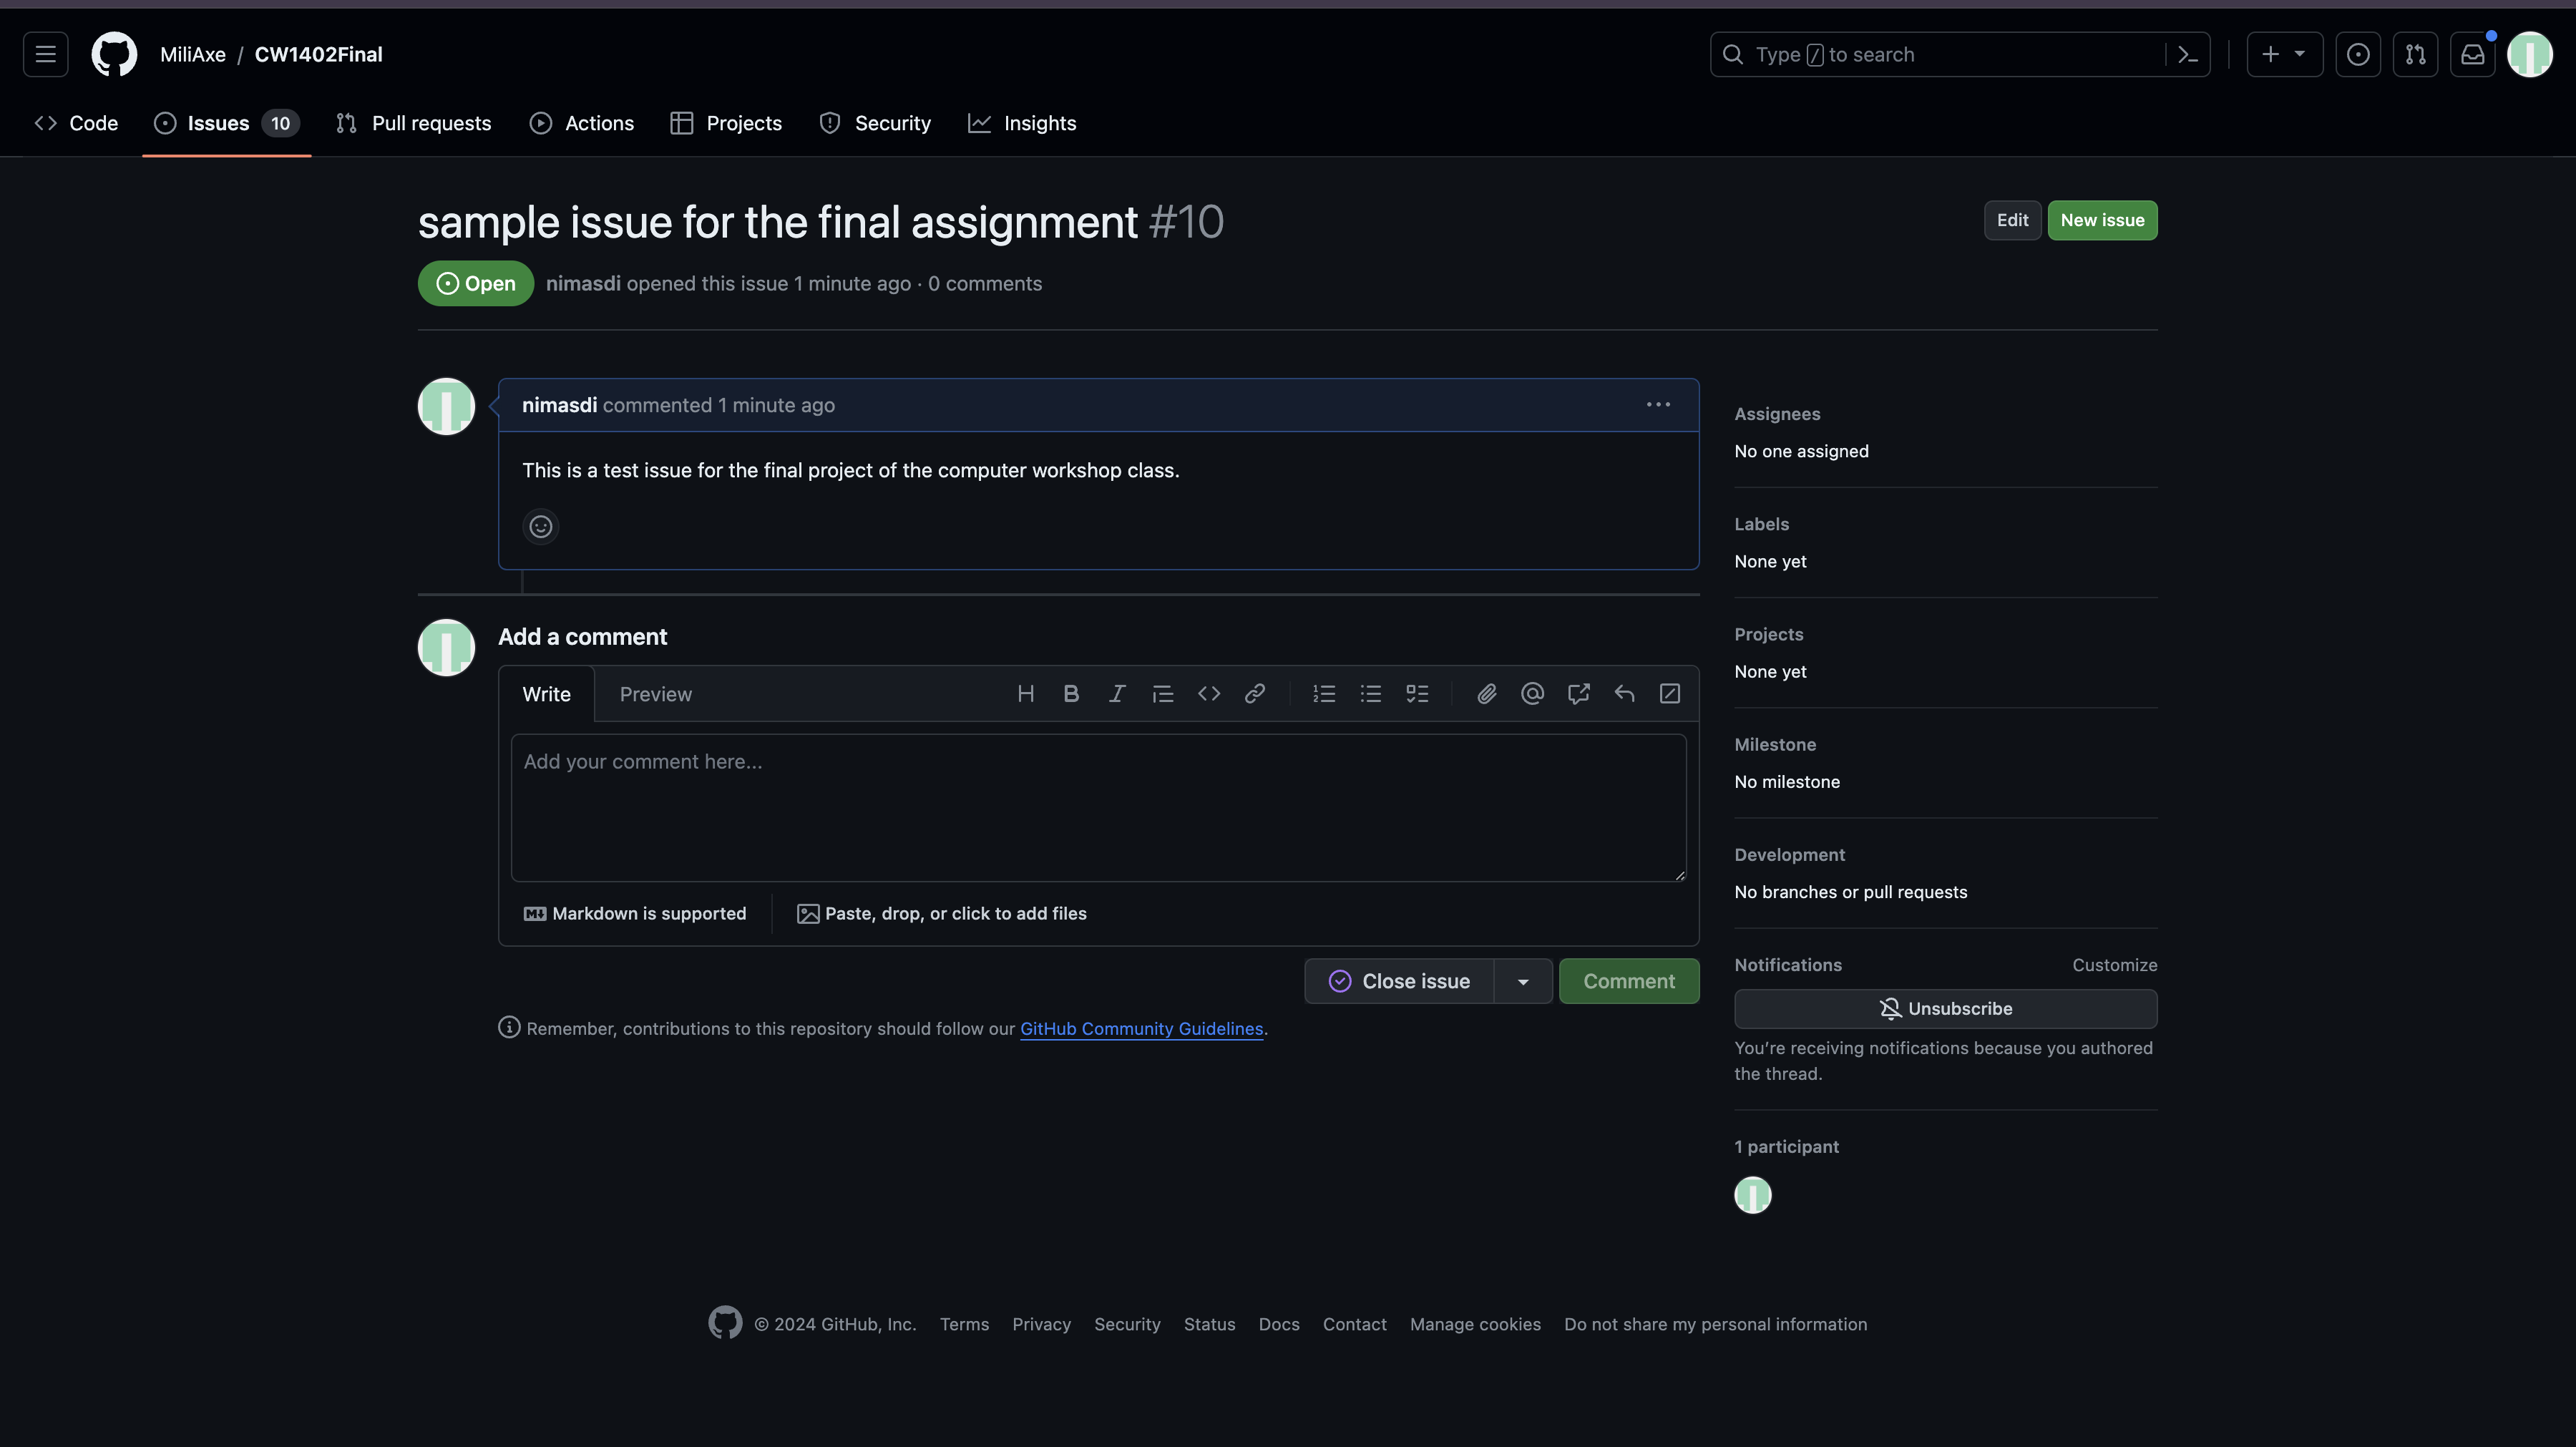 MiliAxe / CW1402Final
Type / to search
Code Issues 10 Pull requests Actions Projects Security Insights
sample issue for the final assignment #10
Edit New issue
Open nimasdi opened this issue 1 minute ago · 0 comments
nimasdi commented 1 minute ago
This is a test issue for the final project of the computer workshop class.
Add a comment
Write Preview
Add your comment here...
Markdown is supported Paste, drop, or click to add files
Close issue Comment
Remember, contributions to this repository should follow our GitHub Community Guidelines.
Assignees
No one assigned
Labels
None yet
Projects
None yet
Milestone
No milestone
Development
No branches or pull requests
Notifications Customize
Unsubscribe
You’re receiving notifications because you authored
the thread.
1 participant
© 2024 GitHub, Inc. Terms Privacy Security Status Docs Contact Manage cookies Do not share my personal information